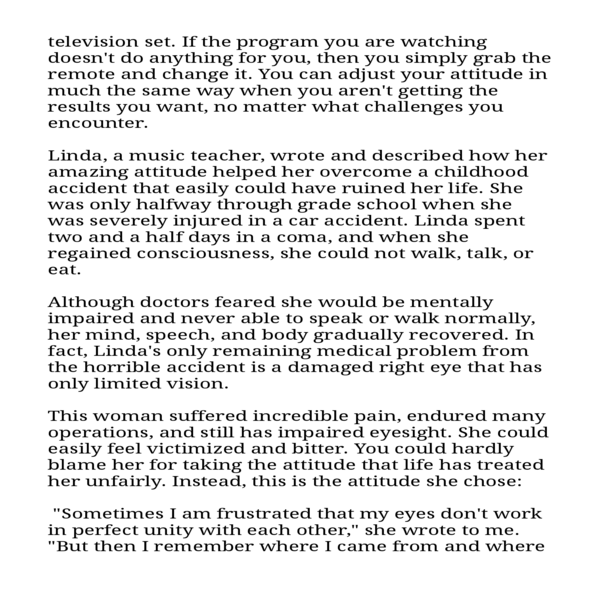 television set. If the program you are watching
doesn't do anything for you, then you simply grab the
remote and change it. You can adjust your attitude in
much the same way when you aren't getting the
results you want, no matter what challenges you
encounter.
Linda, a music teacher, wrote and described how her
amazing attitude helped her overcome a childhood
accident that easily could have ruined her life. She
was only halfway through grade school when she
was severely injured in a car accident. Linda spent
two and a half days in a coma, and when she
regained consciousness, she could not walk, talk, or
eat.
Although doctors feared she would be mentally
impaired and never able to speak or walk normally,
her mind, speech, and body gradually recovered. In
fact, Linda's only remaining medical problem from
the horrible accident is a damaged right eye that has
only limited vision.
This woman suffered incredible pain, endured many
operations, and still has impaired eyesight. She could
easily feel victimized and bitter. You could hardly
blame her for taking the attitude that life has treated
her unfairly. Instead, this is the attitude she chose:
"Sometimes I am frustrated that my eyes don't work
in perfect unity with each other," she wrote to me.
"But then I remember where I came from and where